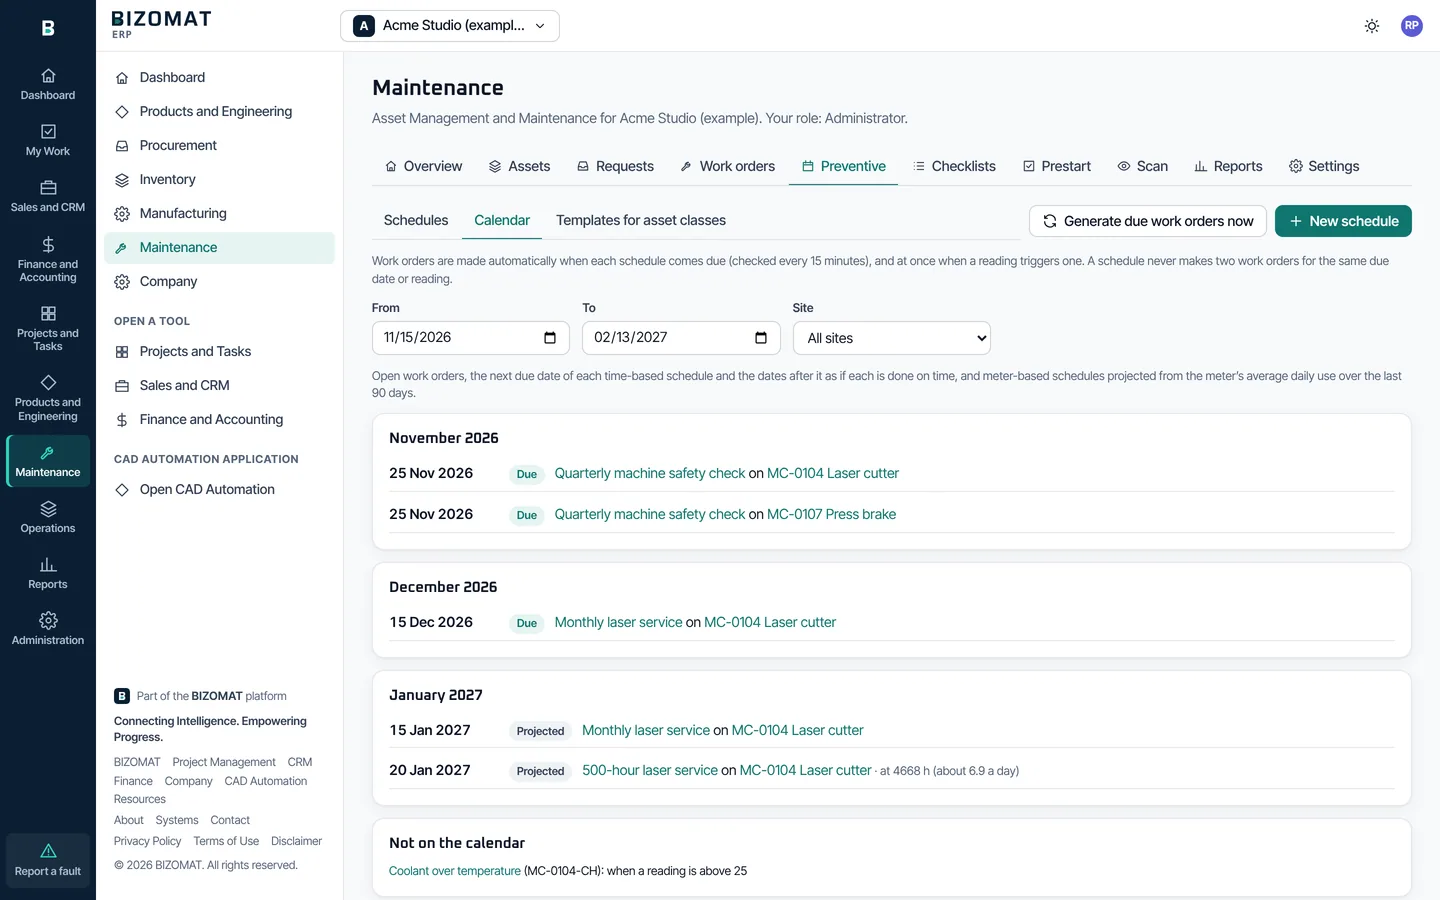 B
Dashboard
My Work
Sales and CRM
Finance and
Accounting
Projects and
Tasks
Products and
Engineering
Maintenance
Operations
Reports
Administration
Report a fault
BIZOMAT
ERP
Dashboard
Products and Engineering
Procurement
Inventory
Manufacturing
Maintenance
Company
OPEN A TOOL
Projects and Tasks
Sales and CRM
Finance and Accounting
CAD AUTOMATION APPLICATION
Open CAD Automation
B Part of the BIZOMAT platform
Connecting Intelligence. Empowering
Progress.
BIZOMAT Project Management CRM
Finance Company CAD Automation
Resources
About Systems Contact
Privacy Policy Terms of Use Disclaimer
© 2026 BIZOMAT. All rights reserved.
A Acme Studio (exampl...
RP
Maintenance
Asset Management and Maintenance for Acme Studio (example). Your role: Administrator.
Overview Assets Requests Work orders Preventive Checklists Prestart Scan Reports Settings
Schedules Calendar Templates for asset classes
Generate due work orders now
+ New schedule
Work orders are made automatically when each schedule comes due (checked every 15 minutes), and at once when a reading triggers one. A schedule never makes two work orders for the same due
date or reading.
From To Site
11/15/2026 02/13/2027 All sites
Open work orders, the next due date of each time-based schedule and the dates after it as if each is done on time, and meter-based schedules projected from the meter's average daily use over the last
90 days.
November 2026
25 Nov 2026 Due Quarterly machine safety check on MC-0104 Laser cutter
25 Nov 2026 Due Quarterly machine safety check on MC-0107 Press brake
December 2026
15 Dec 2026 Due Monthly laser service on MC-0104 Laser cutter
January 2027
15 Jan 2027 Projected Monthly laser service on MC-0104 Laser cutter
20 Jan 2027 Projected 500-hour laser service on MC-0104 Laser cutter · at 4668 h (about 6.9 a day)
Not on the calendar
Coolant over temperature (MC-0104-CH): when a reading is above 25